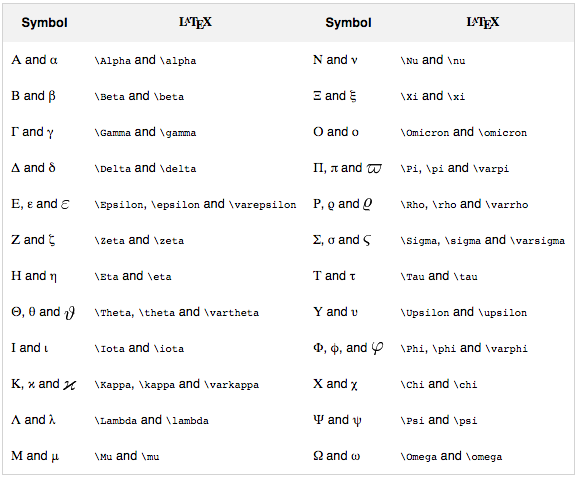 Symbol LATEX Symbol LATEX
Α and α \Alpha and \alpha Ν and ν \Nu and \nu
Β and β \Beta and \beta Ξ and ξ \Xi and \xi
Γ and γ \Gamma and \gamma Ο and ο \Omicron and \omicron
Δ and δ \Delta and \delta Π, π and ϖ \Pi, \pi and \varpi
Ε, ϵ and ε \Epsilon, \epsilon and \varepsilon Ρ, ρ and ϱ \Rho, \rho and \varrho
Ζ and ζ \Zeta and \zeta Σ, σ and ς \Sigma, \sigma and \varsigma
Η and η \Eta and \eta Τ and τ \Tau and \tau
Θ, θ and ϑ \Theta, \theta and \vartheta Υ and υ \Upsilon and \upsilon
Ι and ι \Iota and \iota Φ, ϕ, and φ \Phi, \phi and \varphi
Κ, ϰ and ϰ \Kappa, \kappa and \varkappa Χ and χ \Chi and \chi
Λ and λ \Lambda and \lambda Ψ and ψ \Psi and \psi
Μ and μ \Mu and \mu Ω and ω \Omega and \omega